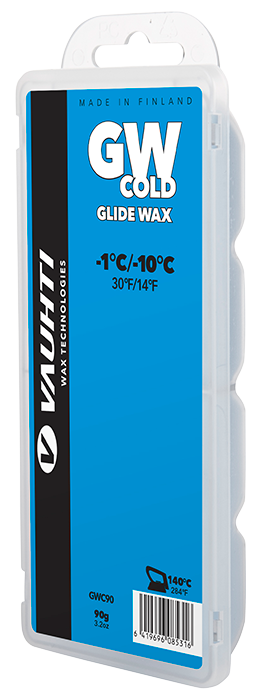 MADE IN FINLAND
GW
COLD
GLIDE WAX
-1°C/-10°C
30°F/14°F
VAUHTI
WAX TECHNOLOGIES
GWC90
90g
3.2oz
140°C
284°F
6 419696 085316